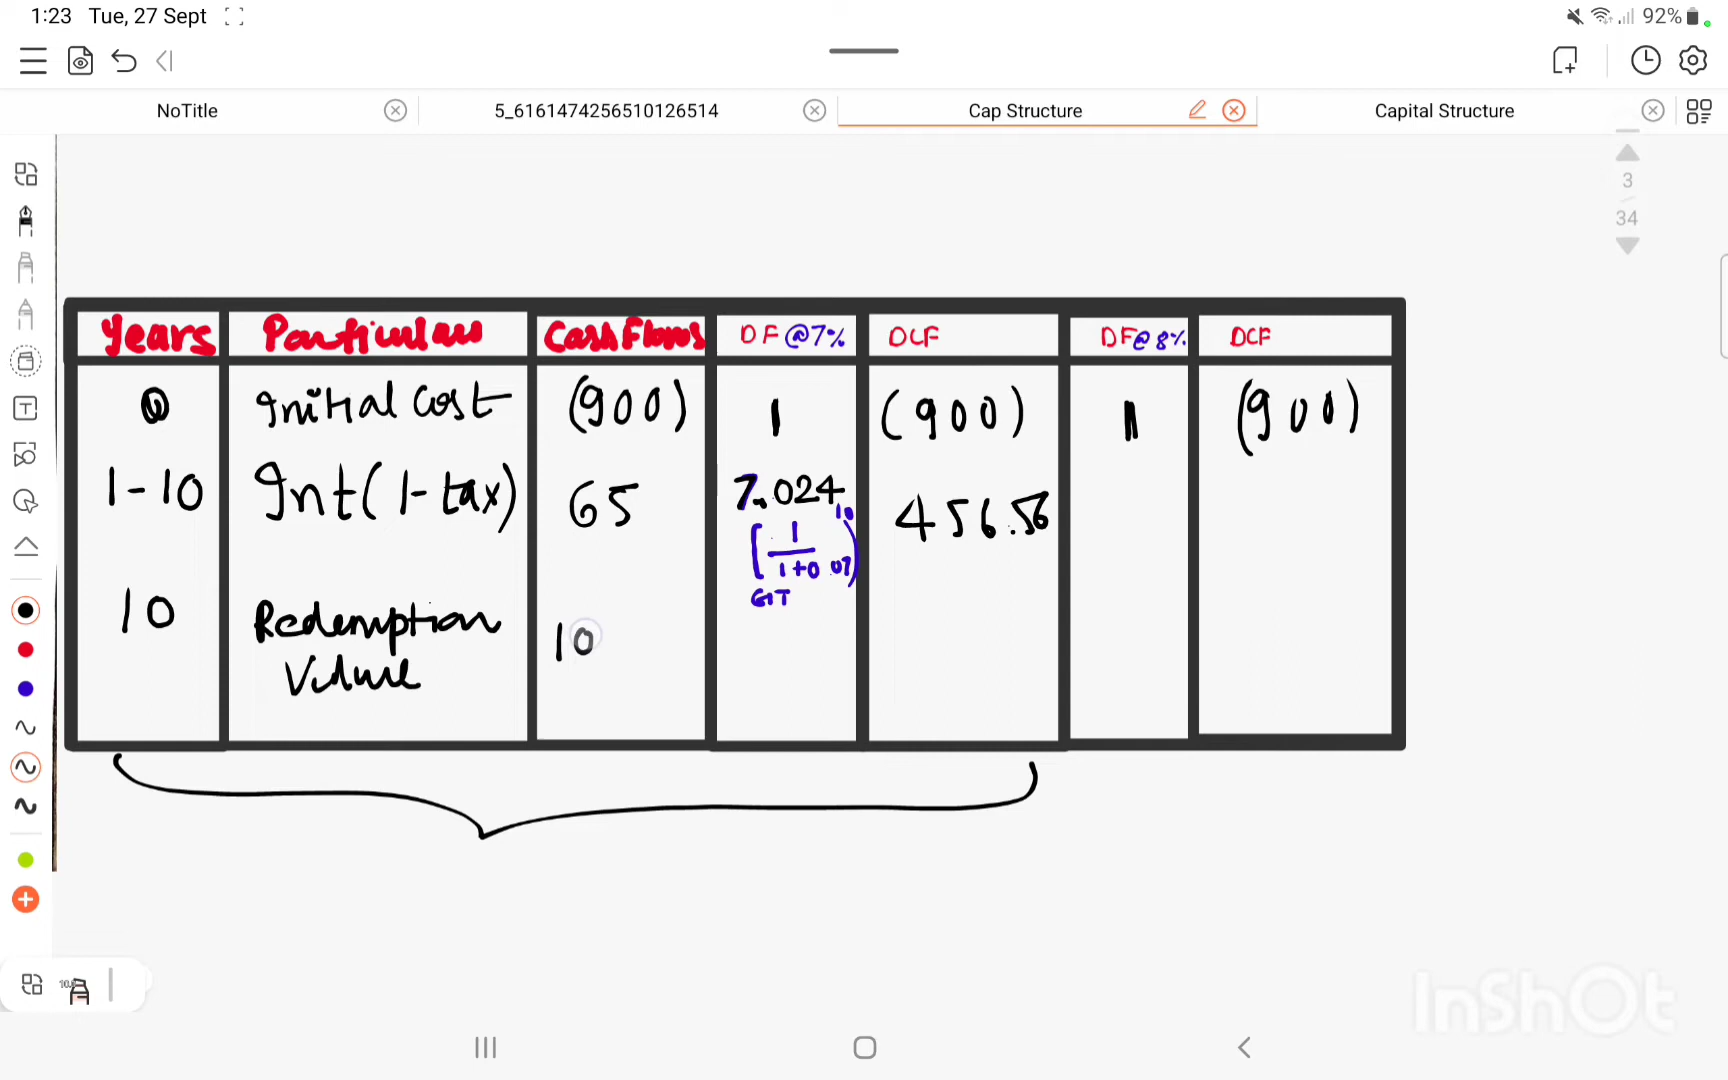 1:23 Tue, 27 Sept
92%
NoTitle
5_6161474256510126514
Cap Structure
Capital Structure
3
34
Years Particulars Cash Flows DF @7% DCF DF@ 8% DCF
0 Initial Cost (900) 1 (900) 1 (900)
1-10 Int(1-tax) 65 7.024 456.56
[1/1+0.07)10
GIT
10 Redemption 10
Value
T
10.
InShOt